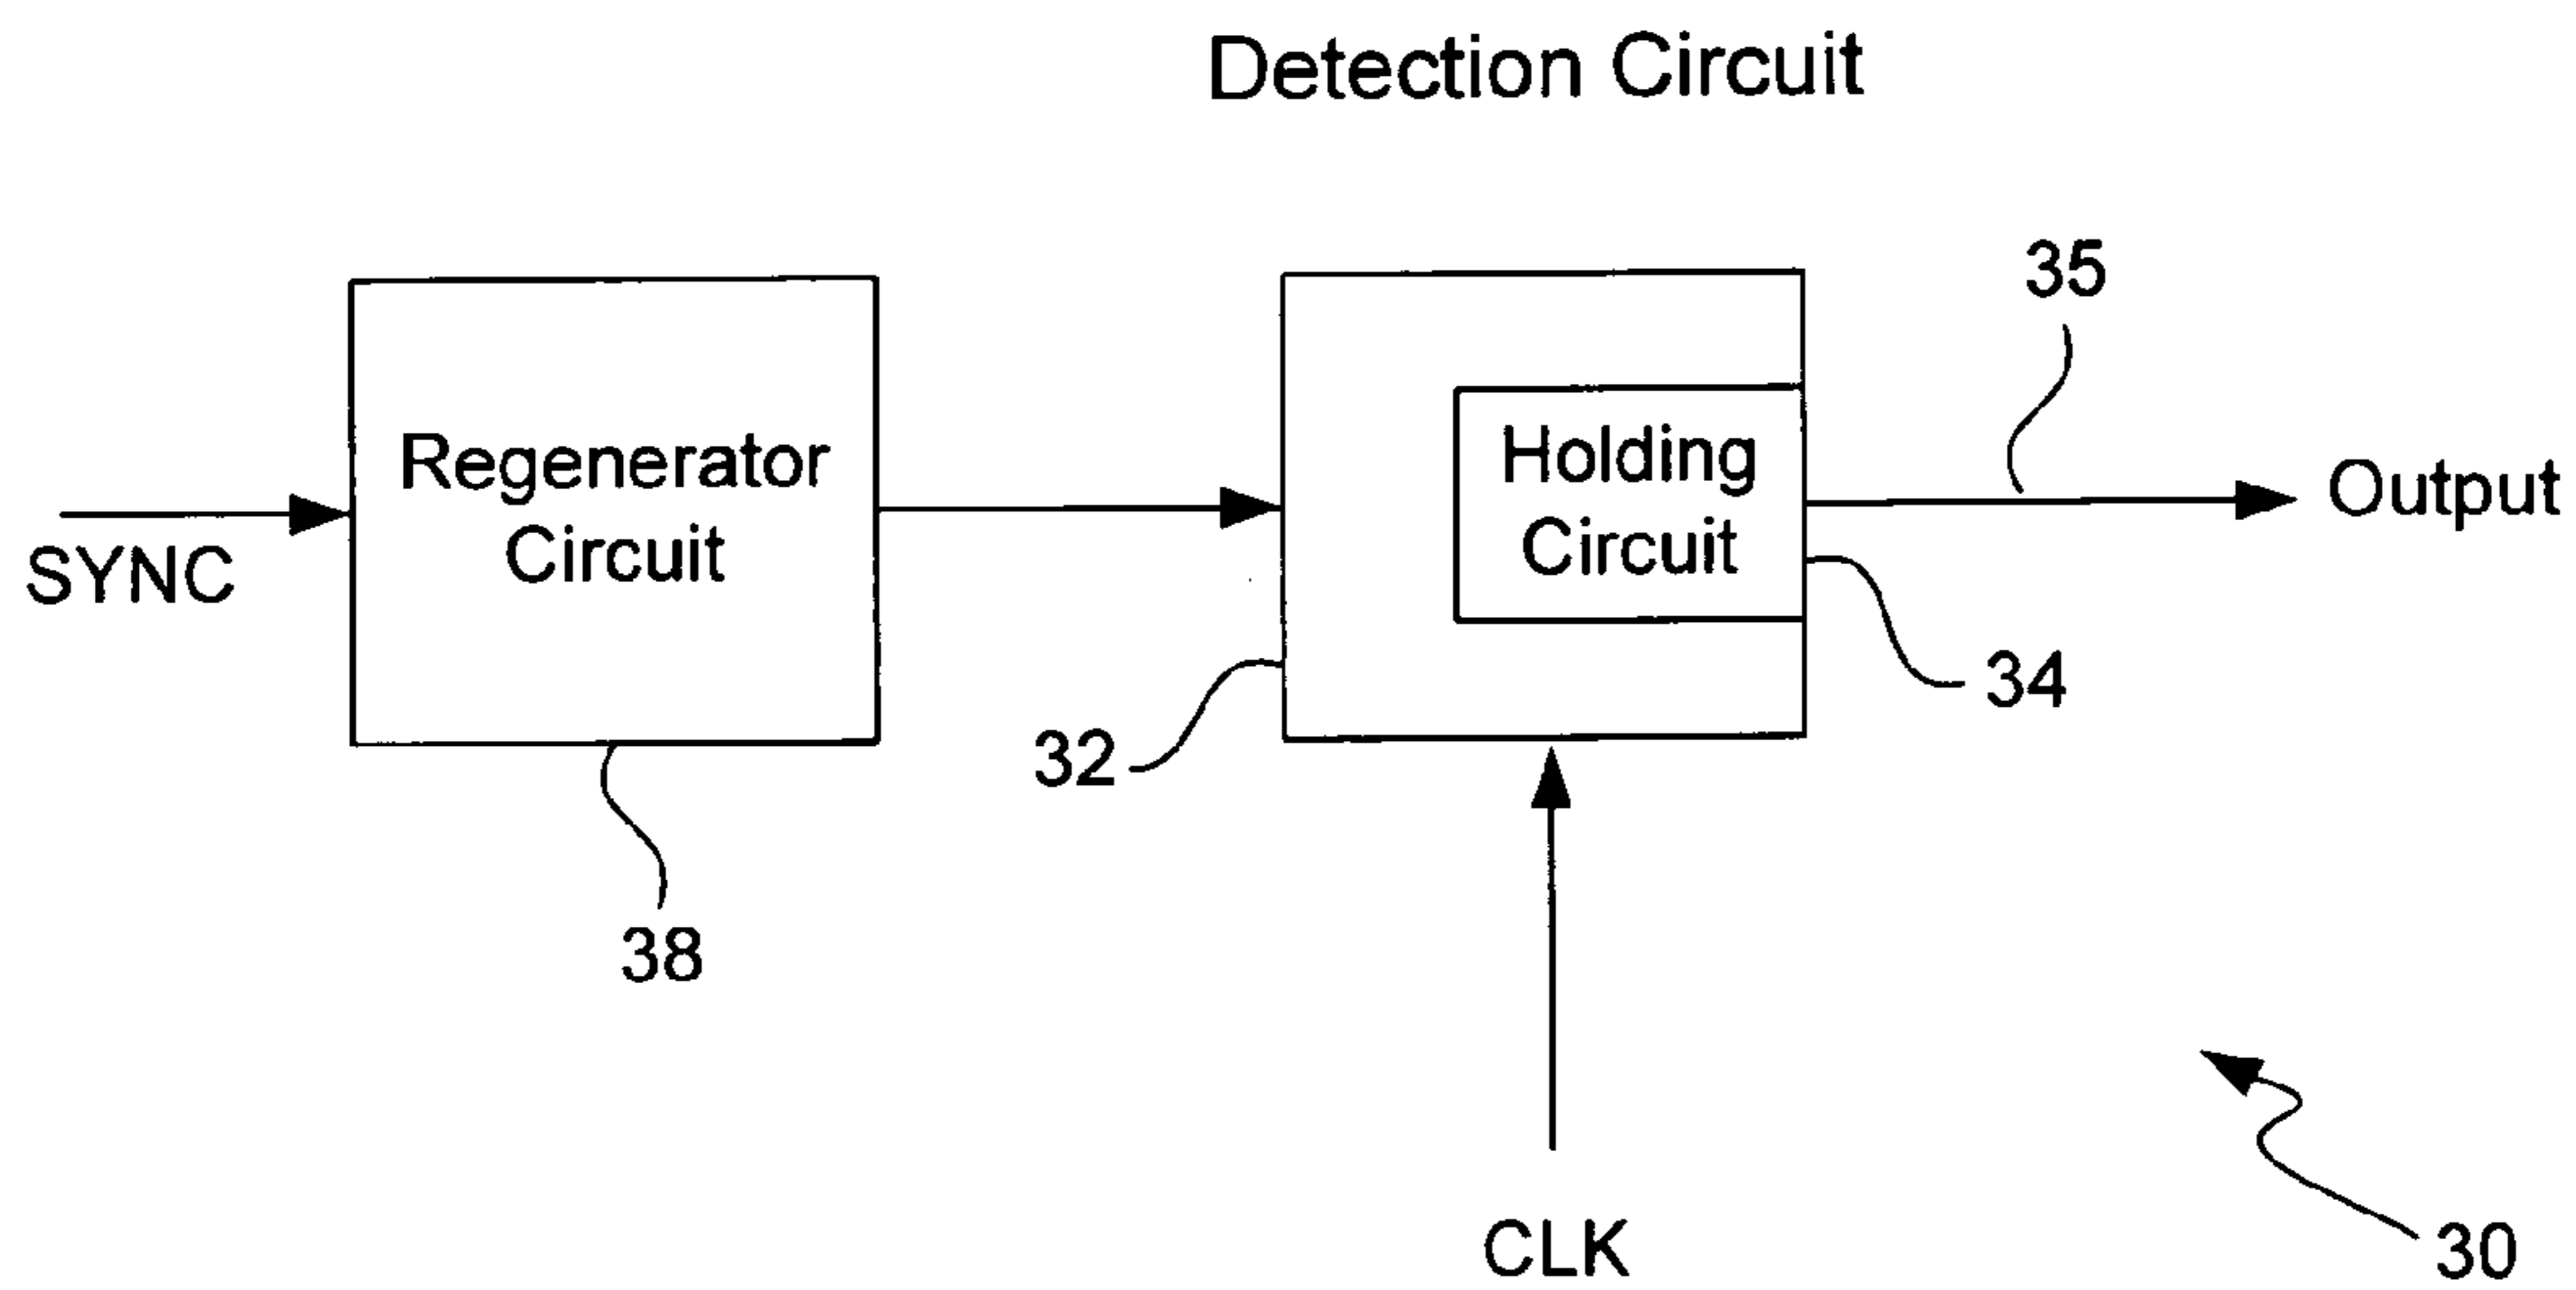 Detection Circuit
35
Regenerator
Circuit
Holding
Circuit
Output
SYNC
34
32
38
CLK
30